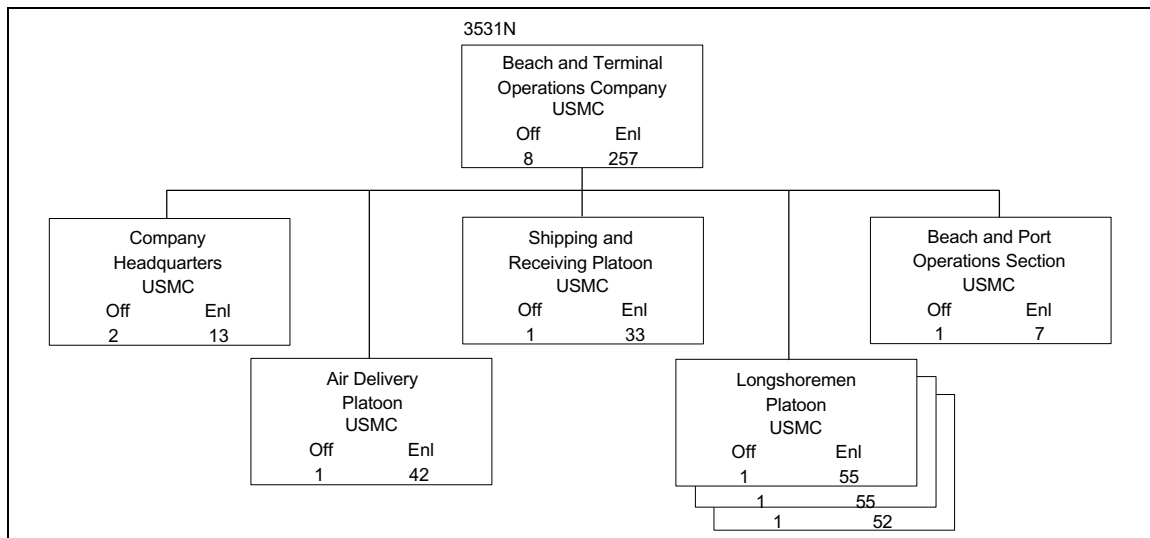 3531N
Beach and Terminal
Operations Company
USMC
Off Enl
8 257
Company
Headquarters
USMC
Off Enl
2 13
Shipping and
Receiving Platoon
USMC
Off Enl
1 33
Beach and Port
Operations Section
USMC
Off Enl
1 7
Air Delivery
Platoon
USMC
Off Enl
1 42
Longshoremen
Platoon
USMC
Off Enl
1 55
1 55
1 52